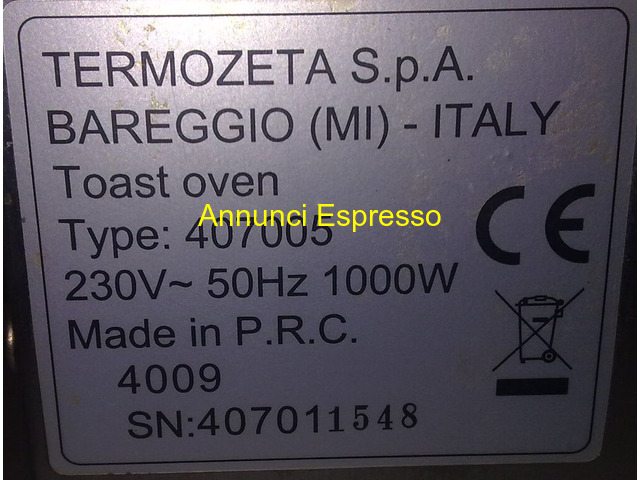 TERMOZETA S.p.A.
BAREGGIO (MI) - ITALY
Toast oven
Annunci Espresso
Type: 407005
230V~ 50Hz 1000W
Made in P.R.C.
4009
SN:407011548
CE